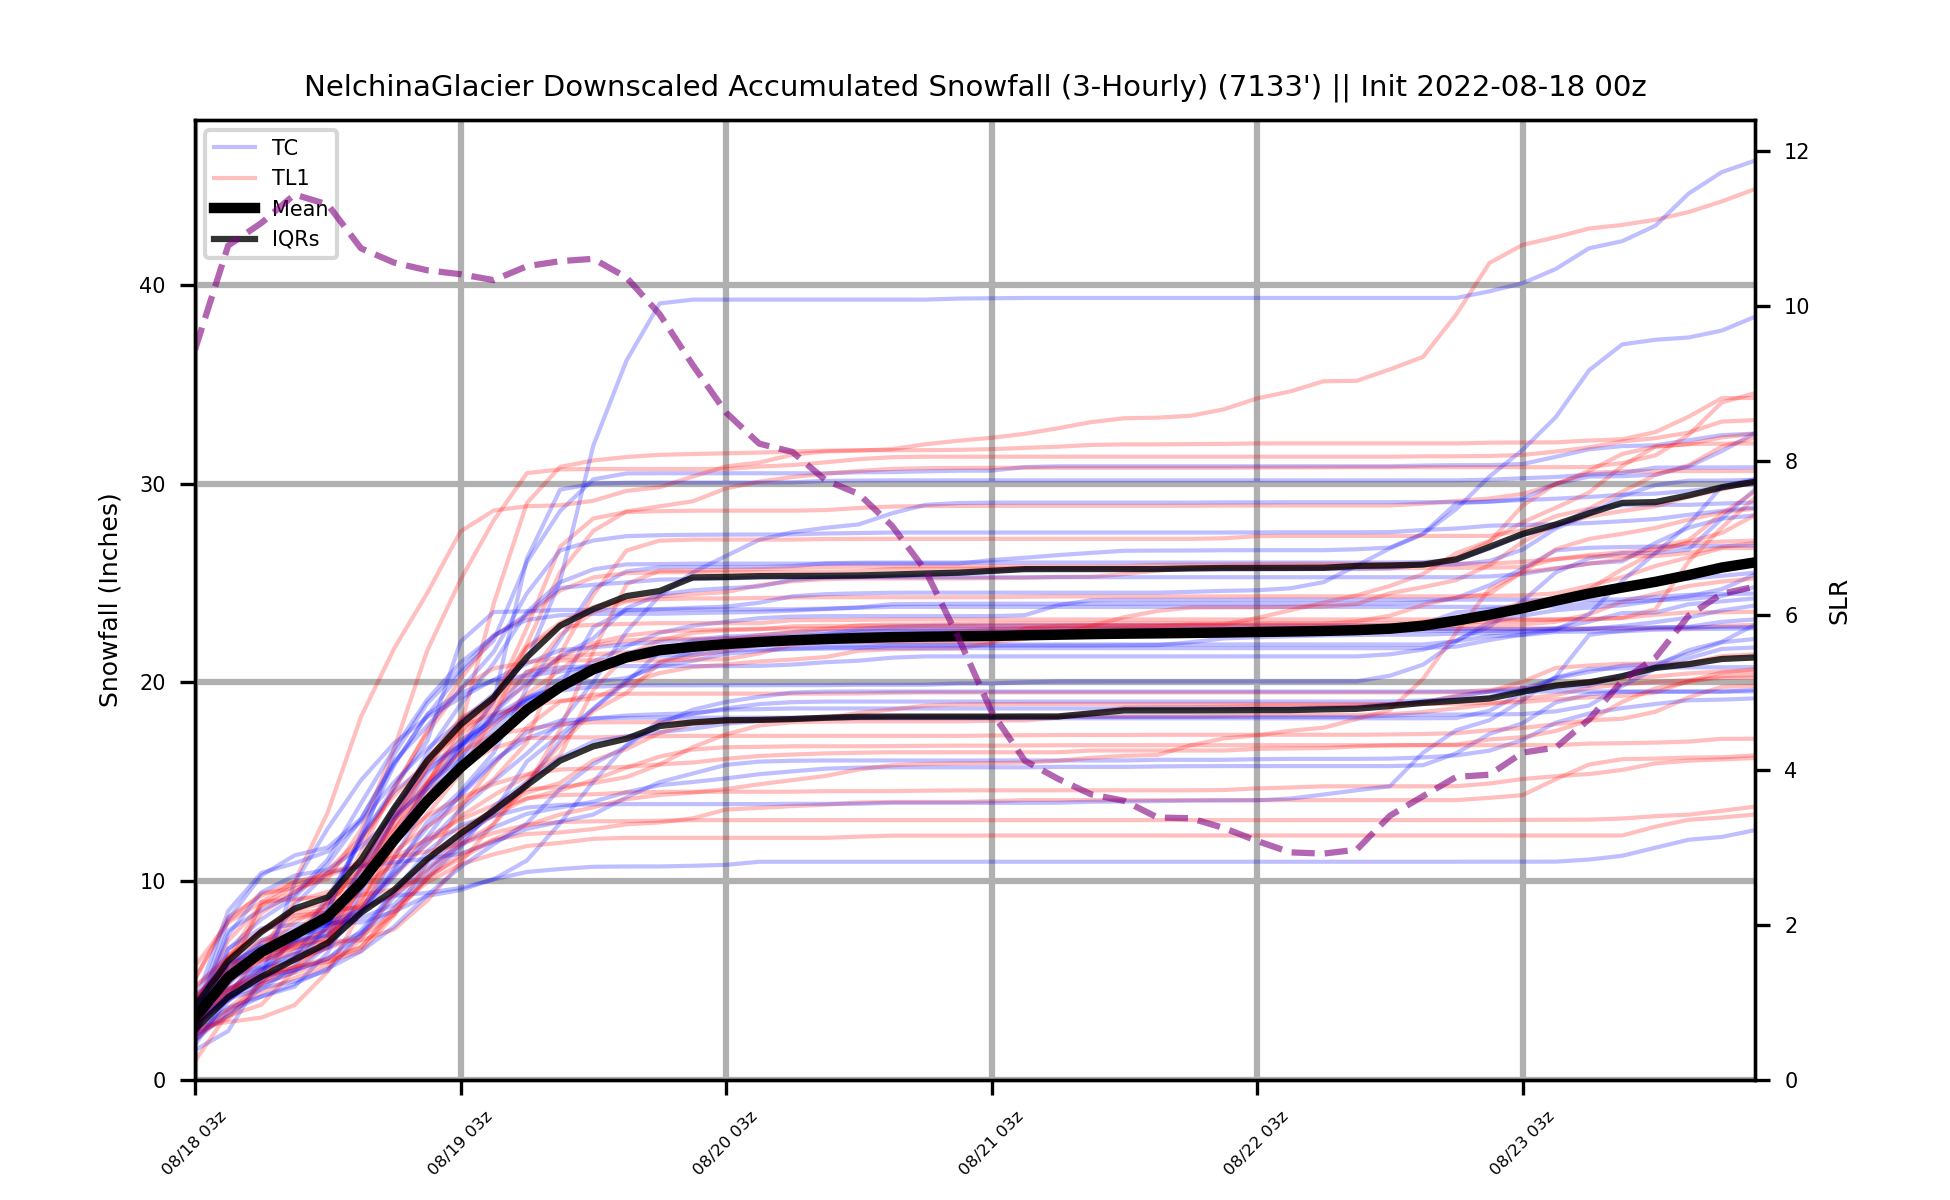 NelchinaGlacier Downscaled Accumulated Snowfall (3-Hourly) (7133') || Init 2022-08-18 00z
TC
TL1
Mean
IQRs
Snowfall (Inches)
40
30
20
10
0
12
10
8
6
4
2
0
SLR
08/18 03z
08/19 03z
08/20 03z
08/21 03z
08/22 03z
08/23 03z